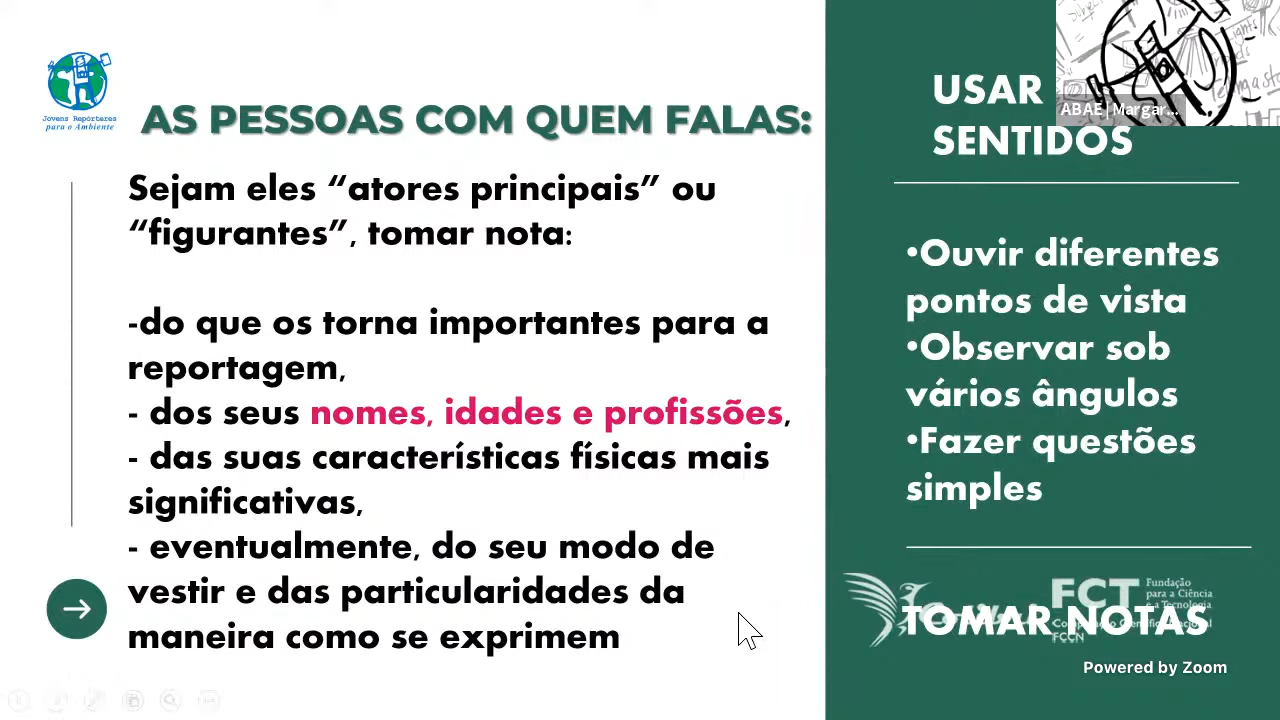 Jovens Repórteres
para o Ambiente
AS PESSOAS COM QUEM FALAS:
Sejam eles “atores principais” ou
“figurantes”, tomar nota:
-do que os torna importantes para a
reportagem,
- dos seus nomes, idades e profissões,
- das suas características físicas mais
significativas,
- eventualmente, do seu modo de
vestir e das particularidades da
maneira como se exprimem
USAR
SENTIDOS
ABAE|Margar...
•Ouvir diferentes
pontos de vista
•Observar sob
vários ângulos
•Fazer questões
simples
FCT Fundação
para a Ciência
e a Tecnologia
TOMAR NOTAS
FCCN
Powered by Zoom